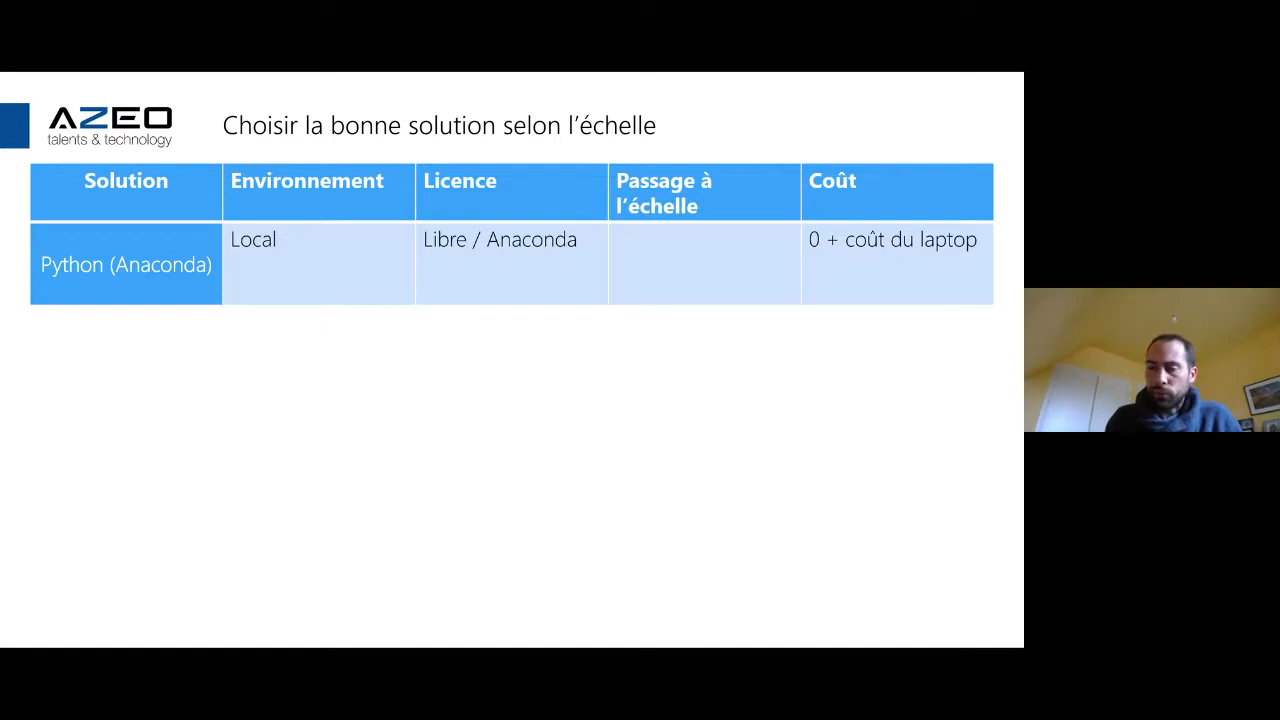 AZEO
talents & technology
Choisir la bonne solution selon l’échelle
Solution
Environnement
Licence
Passage à
l’échelle
Coût
Python (Anaconda)
Local
Libre / Anaconda
0 + coût du laptop